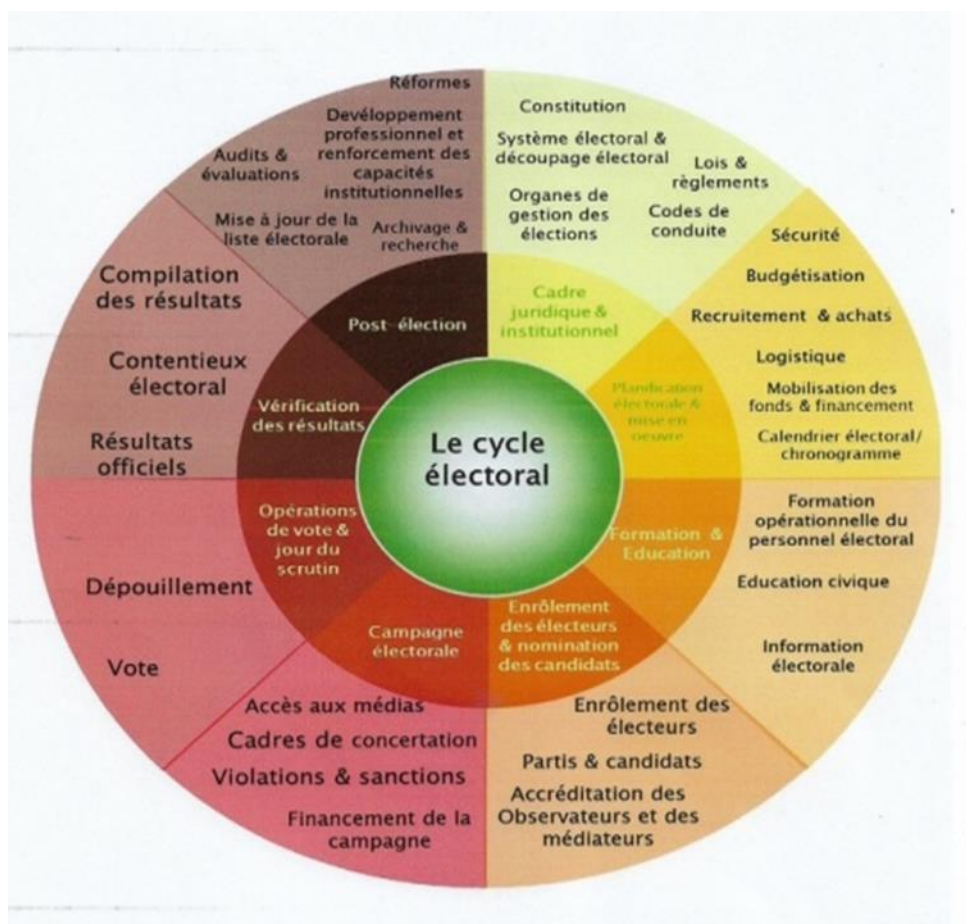 Le cycle
électoral
Cadre
juridique &
institutionnel
Constitution
Système électoral &
découpage électoral
Lois &
règlements
Organes de
gestion des
élections
Codes de
conduite
Planification
électorale &
mise en
oeuvre
Sécurité
Budgétisation
Recruitement & achats
Logistique
Mobilisation des
fonds & financement
Calendrier électoral/
chronogramme
Formation &
Education
Formation
opérationnelle du
personnel électoral
Education civique
Information
électorale
Enrôlement
des électeurs
& nomination
des candidats
Enrôlement des
électeurs
Partis & candidats
Accréditation des
Observateurs et des
médiateurs
Campagne
électorale
Accès aux médias
Cadres de concertation
Violations & sanctions
Financement de la
campagne
Opérations
de vote &
jour du
scrutin
Dépouillement
Vote
Vérification
des résultats
Compilation
des résultats
Contentieux
électoral
Résultats
officiels
Post-élection
Réformes
Devéloppement
professionnel et
renforcement des
capacités
institutionnelles
Audits &
évaluations
Mise à jour de la
liste électorale
Archivage &
recherche